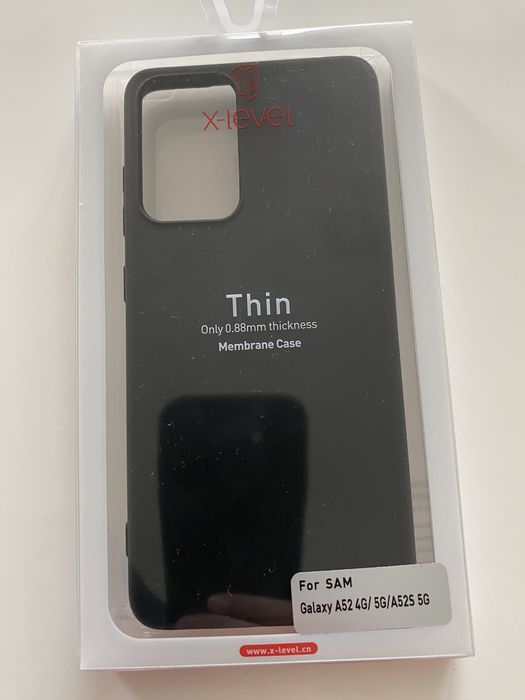 X-LEVEL
Thin
Only 0.88mm thickness
Membrane Case
For SAM
Galaxy A52 4G/ 5G/A52S 5G
www.x-level.cn